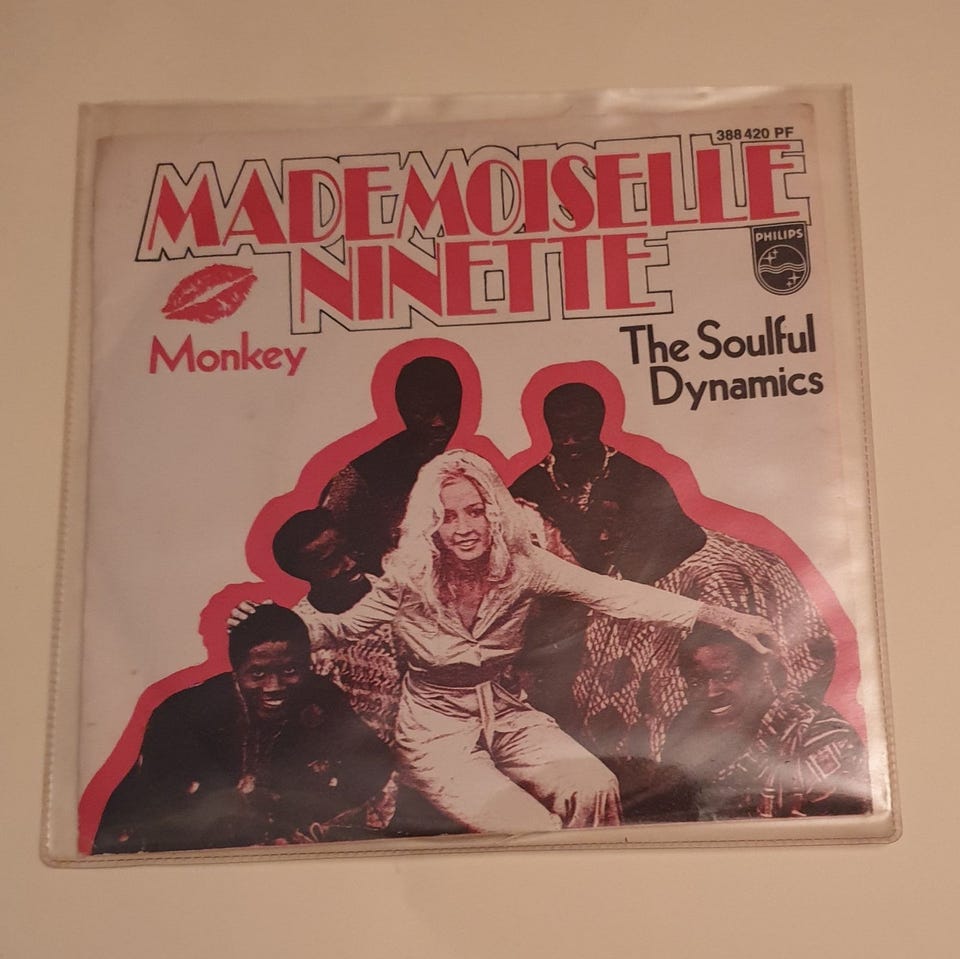 388 420 PF
MADEMOISELLE
NINETTE
PHILIPS
Monkey
The Soulful
Dynamics